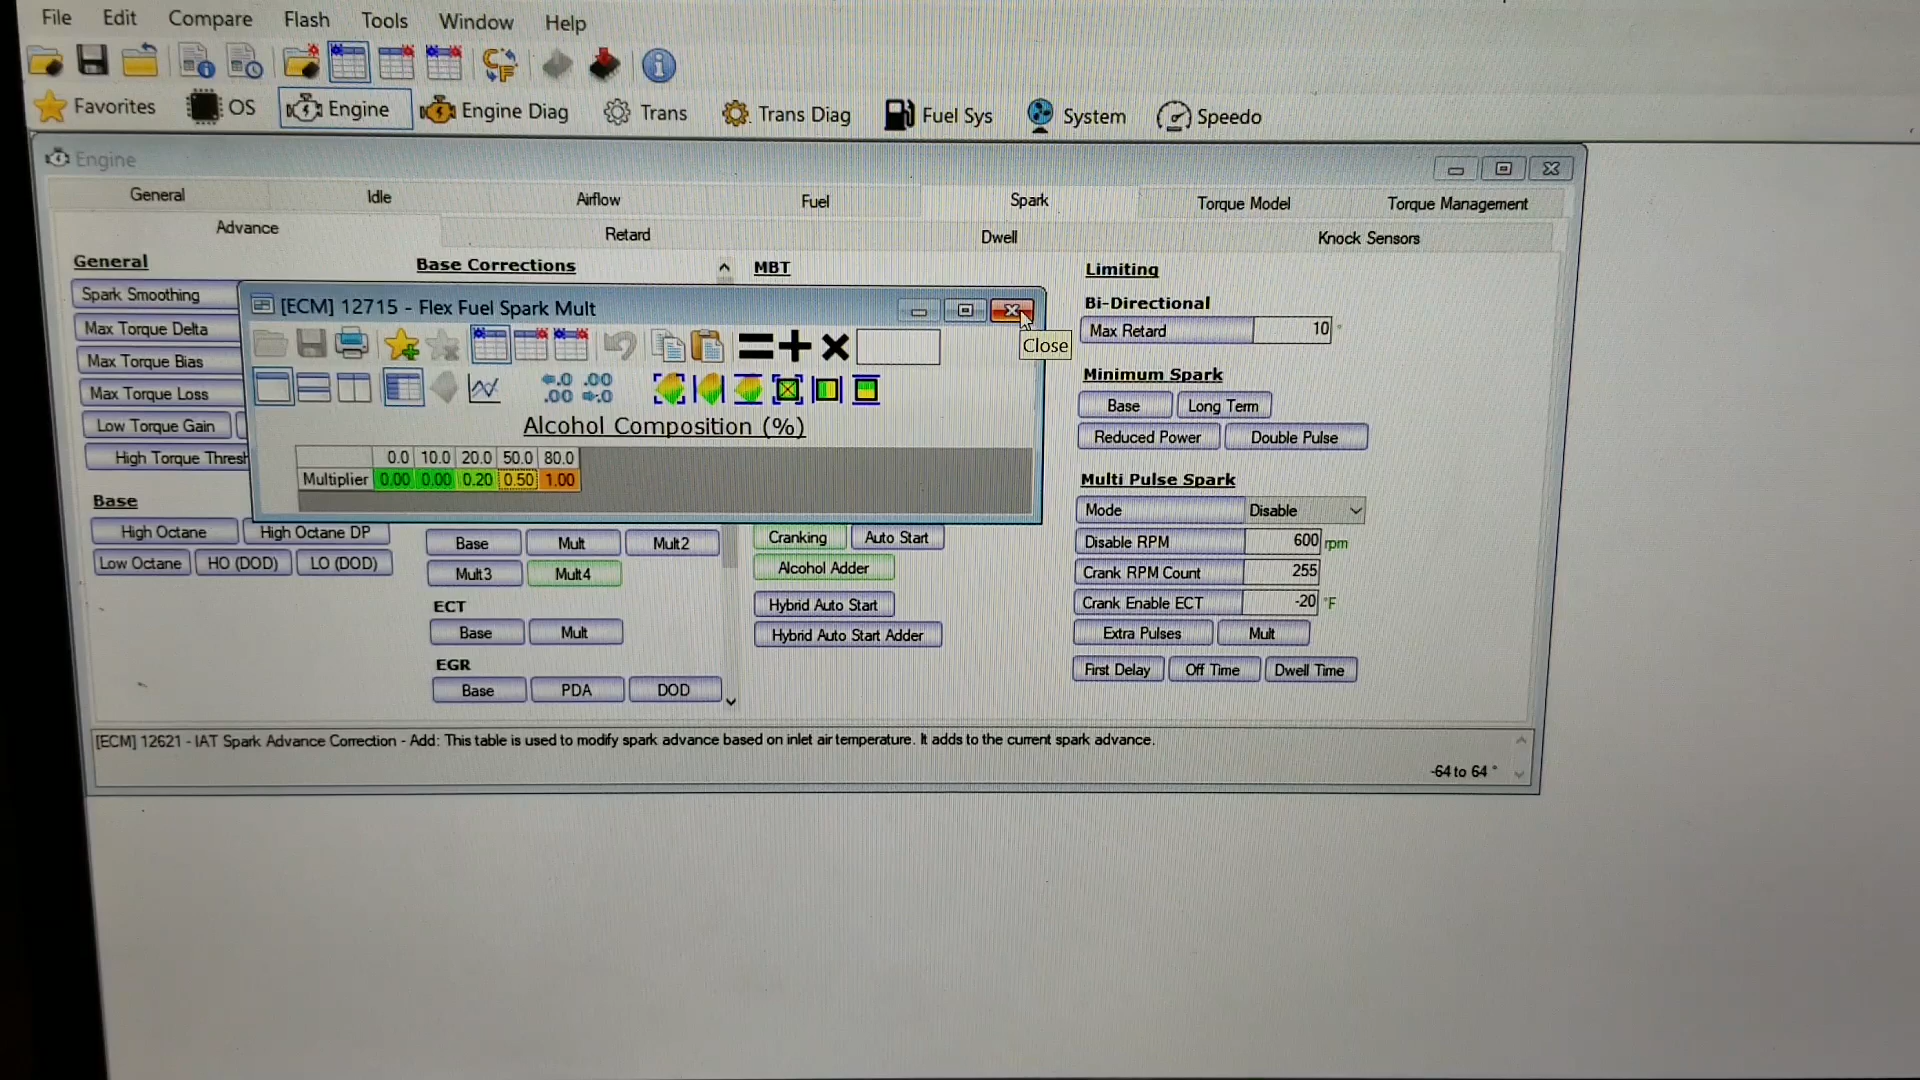 File Edit Compare Flash Tools Window Help
Favorites OS Engine Engine Diag Trans Trans Diag Fuel Sys System Speedo
Engine
General Idle Airflow Fuel Spark Torque Model Torque Management
Advance Retard Dwell Knock Sensors
General
Spark Smoothing
Max Torque Delta
Max Torque Bias
Max Torque Loss
Low Torque Gain
High Torque Thresh
Base
High Octane High Octane DP
Low Octane HO (DOD) LO (DOD)
Base Corrections
[ECM] 12715 - Flex Fuel Spark Mult
Close
Alcohol Composition (%)
0.0 10.0 20.0 50.0 80.0
Multiplier 0.00 0.00 0.20 0.50 1.00
Base Mult Mult2
Mult3 Mult4
ECT
Base Mult
EGR
Base PDA DOD
MBT
Cranking Auto Start
Alcohol Adder
Hybrid Auto Start
Hybrid Auto Start Adder
Limiting
Bi-Directional
Max Retard 10 °
Minimum Spark
Base Long Term
Reduced Power Double Pulse
Multi Pulse Spark
Mode Disable
Disable RPM 600 rpm
Crank RPM Count 255
Crank Enable ECT -20 °F
Extra Pulses Mult
First Delay Off Time Dwell Time
[ECM] 12621 - IAT Spark Advance Correction - Add: This table is used to modify spark advance based on inlet air temperature. It adds to the current spark advance.
-64 to 64 °